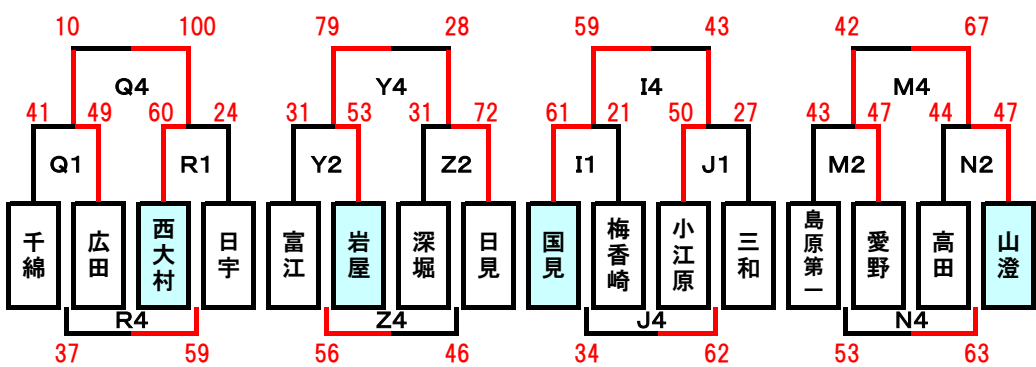 10 100 79 28 59 43 42 67
Q4 Y4 I4 M4
41 49 60 24 31 53 31 72 61 21 50 27 43 47 44 47
Q1 R1 Y2 Z2 I1 J1 M2 N2
千綿 広田 西大村 日宇 富江 岩屋 深堀 日見 国見 梅香崎 小江原 三和 島原第一 愛野 高田 山澄
R4 Z4 J4 N4
37 59 56 46 34 62 53 63